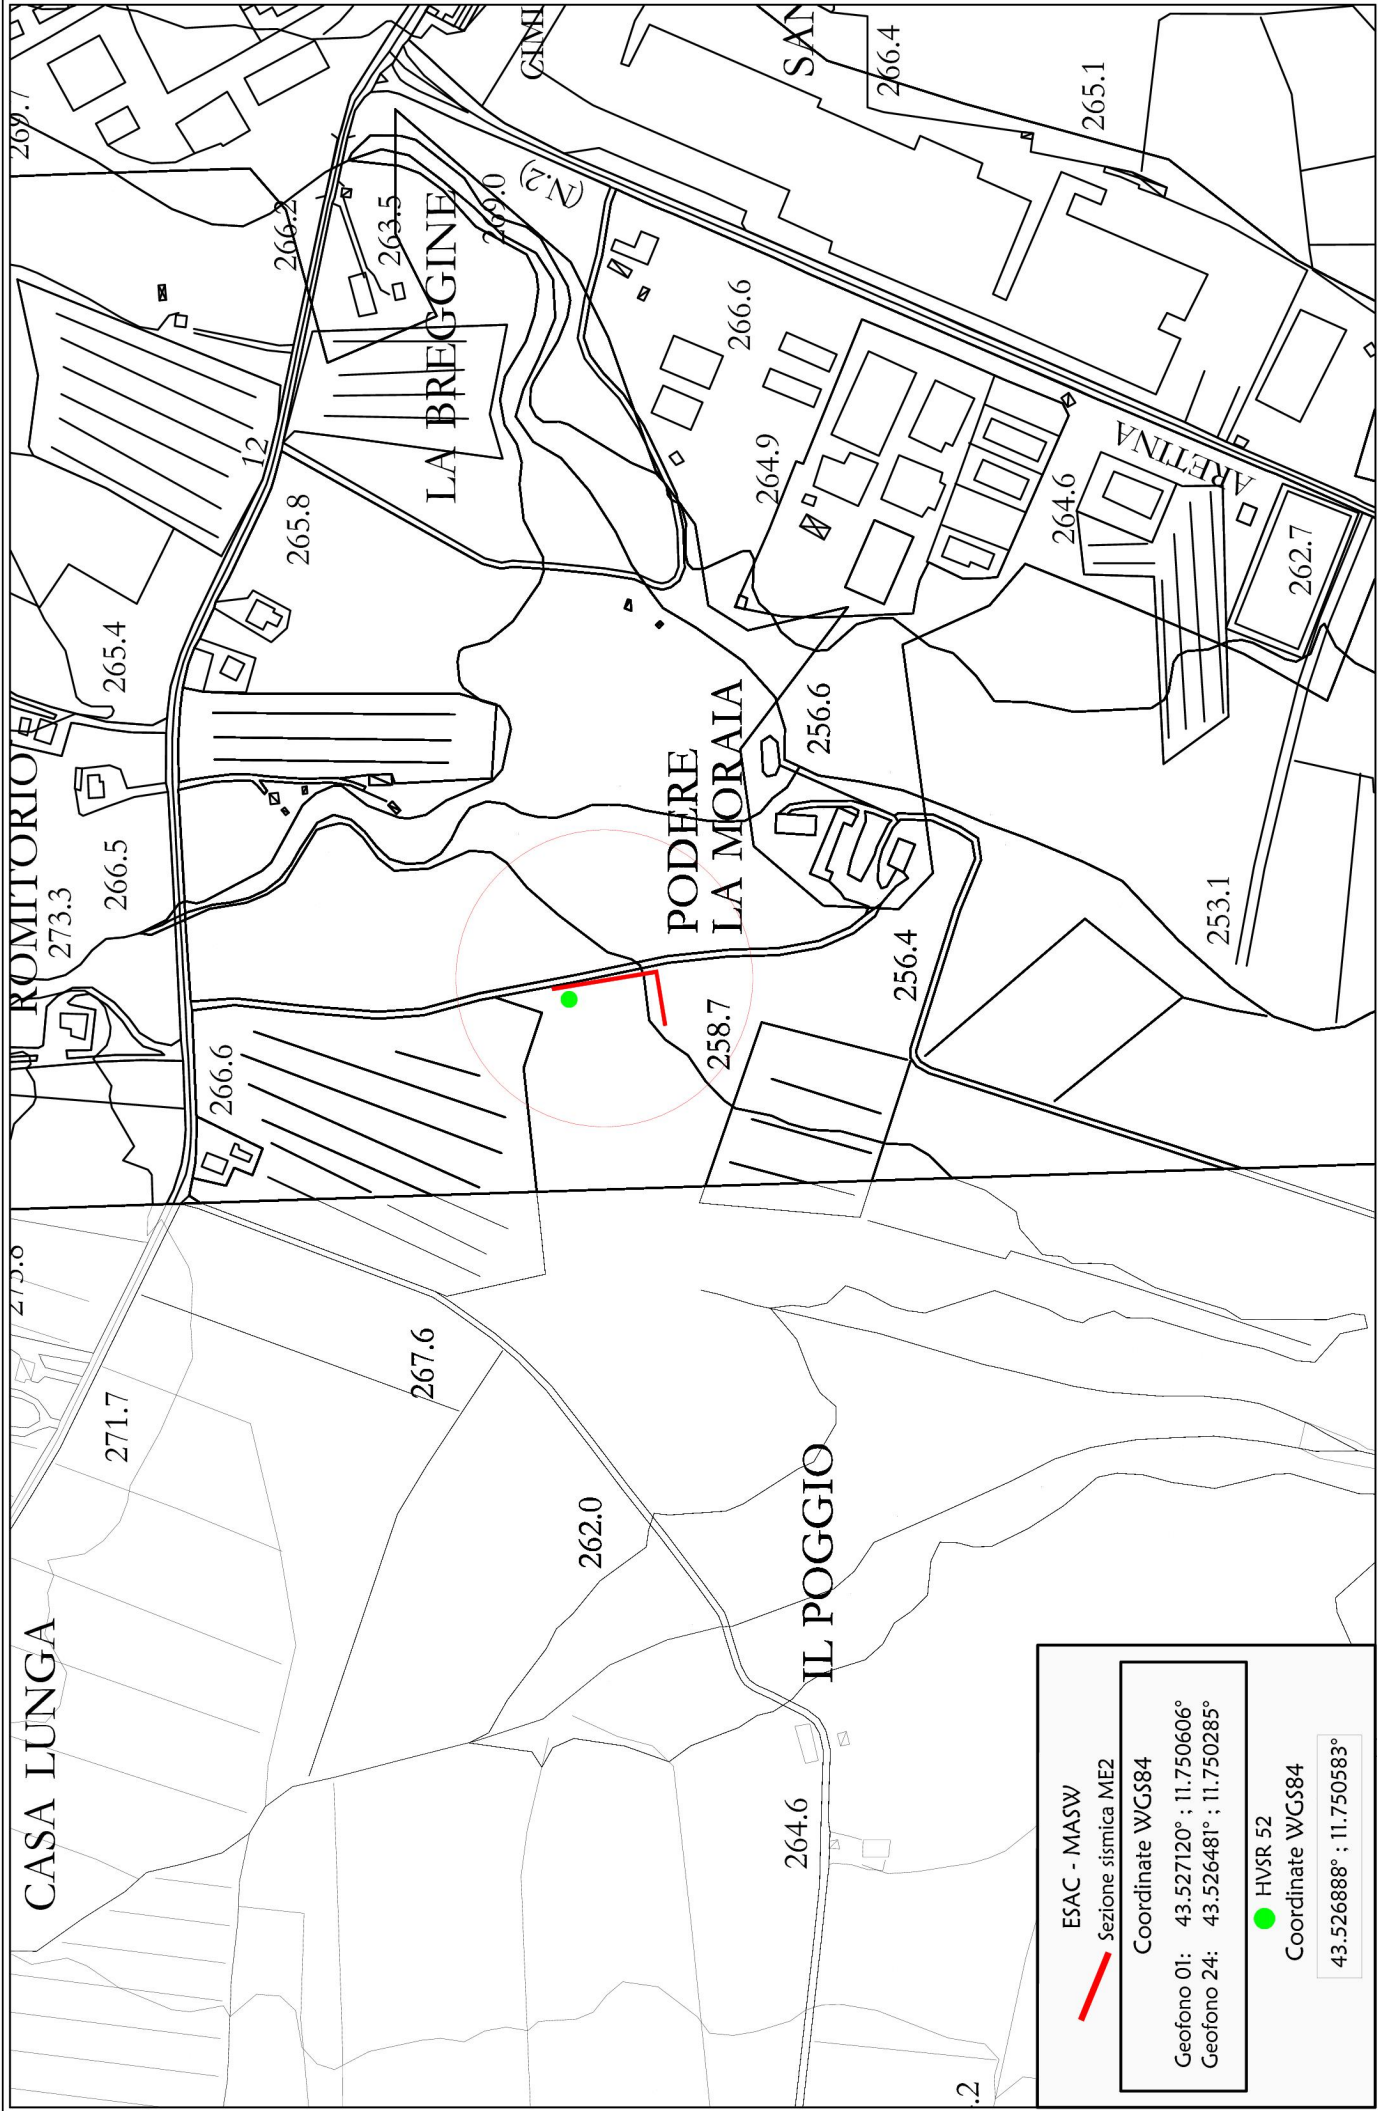 CASA LUNGA
271.7
267.6
262.0
IL POGGIO
264.6
.2
ROMITORIO
273.3
266.5
265.4
266.6
12
265.8
266.2
263.5
LA BREGGINE
269.0
(N.2)
266.6
264.9
PODERE
LA MORAIA
256.6
258.7
256.4
253.1
264.6
ARETINA
262.7
SAN
266.4
265.1
ESAC - MASW
Sezione sismica ME2
Coordinate WGS84
Geofono 01: 43.527120° ; 11.750606°
Geofono 24: 43.526481° ; 11.750285°
HVSR 52
Coordinate WGS84
43.526888° ; 11.750583°